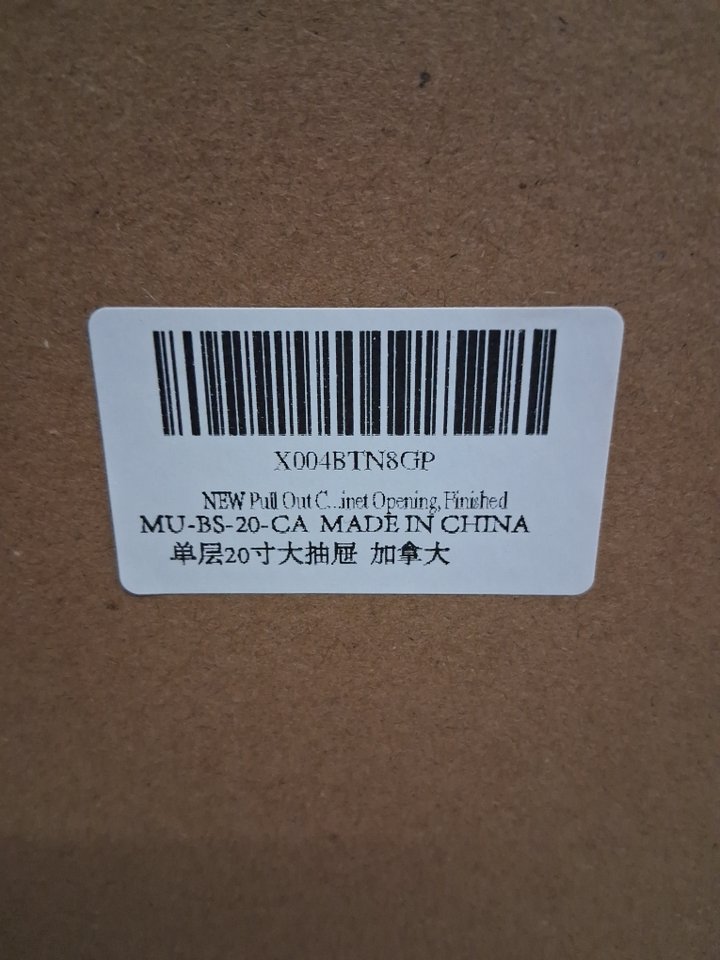 X004BTN8GP
NEW Pull Out C...inet Opening, Finished
MU-BS-20-CA MADE IN CHINA
单层20寸大抽屉 加拿大